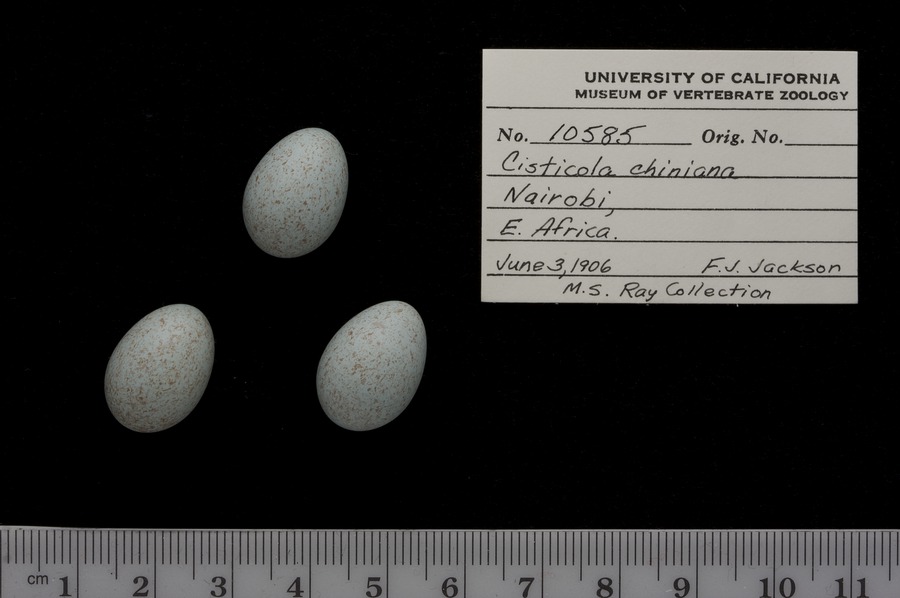 UNIVERSITY OF CALIFORNIA
MUSEUM OF VERTEBRATE ZOOLOGY
No. 10585 Orig. No.
Cisticola chiniana
Nairobi,
E. Africa.
June 3, 1906 F.J. Jackson
M.S. Ray Collection
cm 1 2 3 4 5 6 7 8 9 10 11